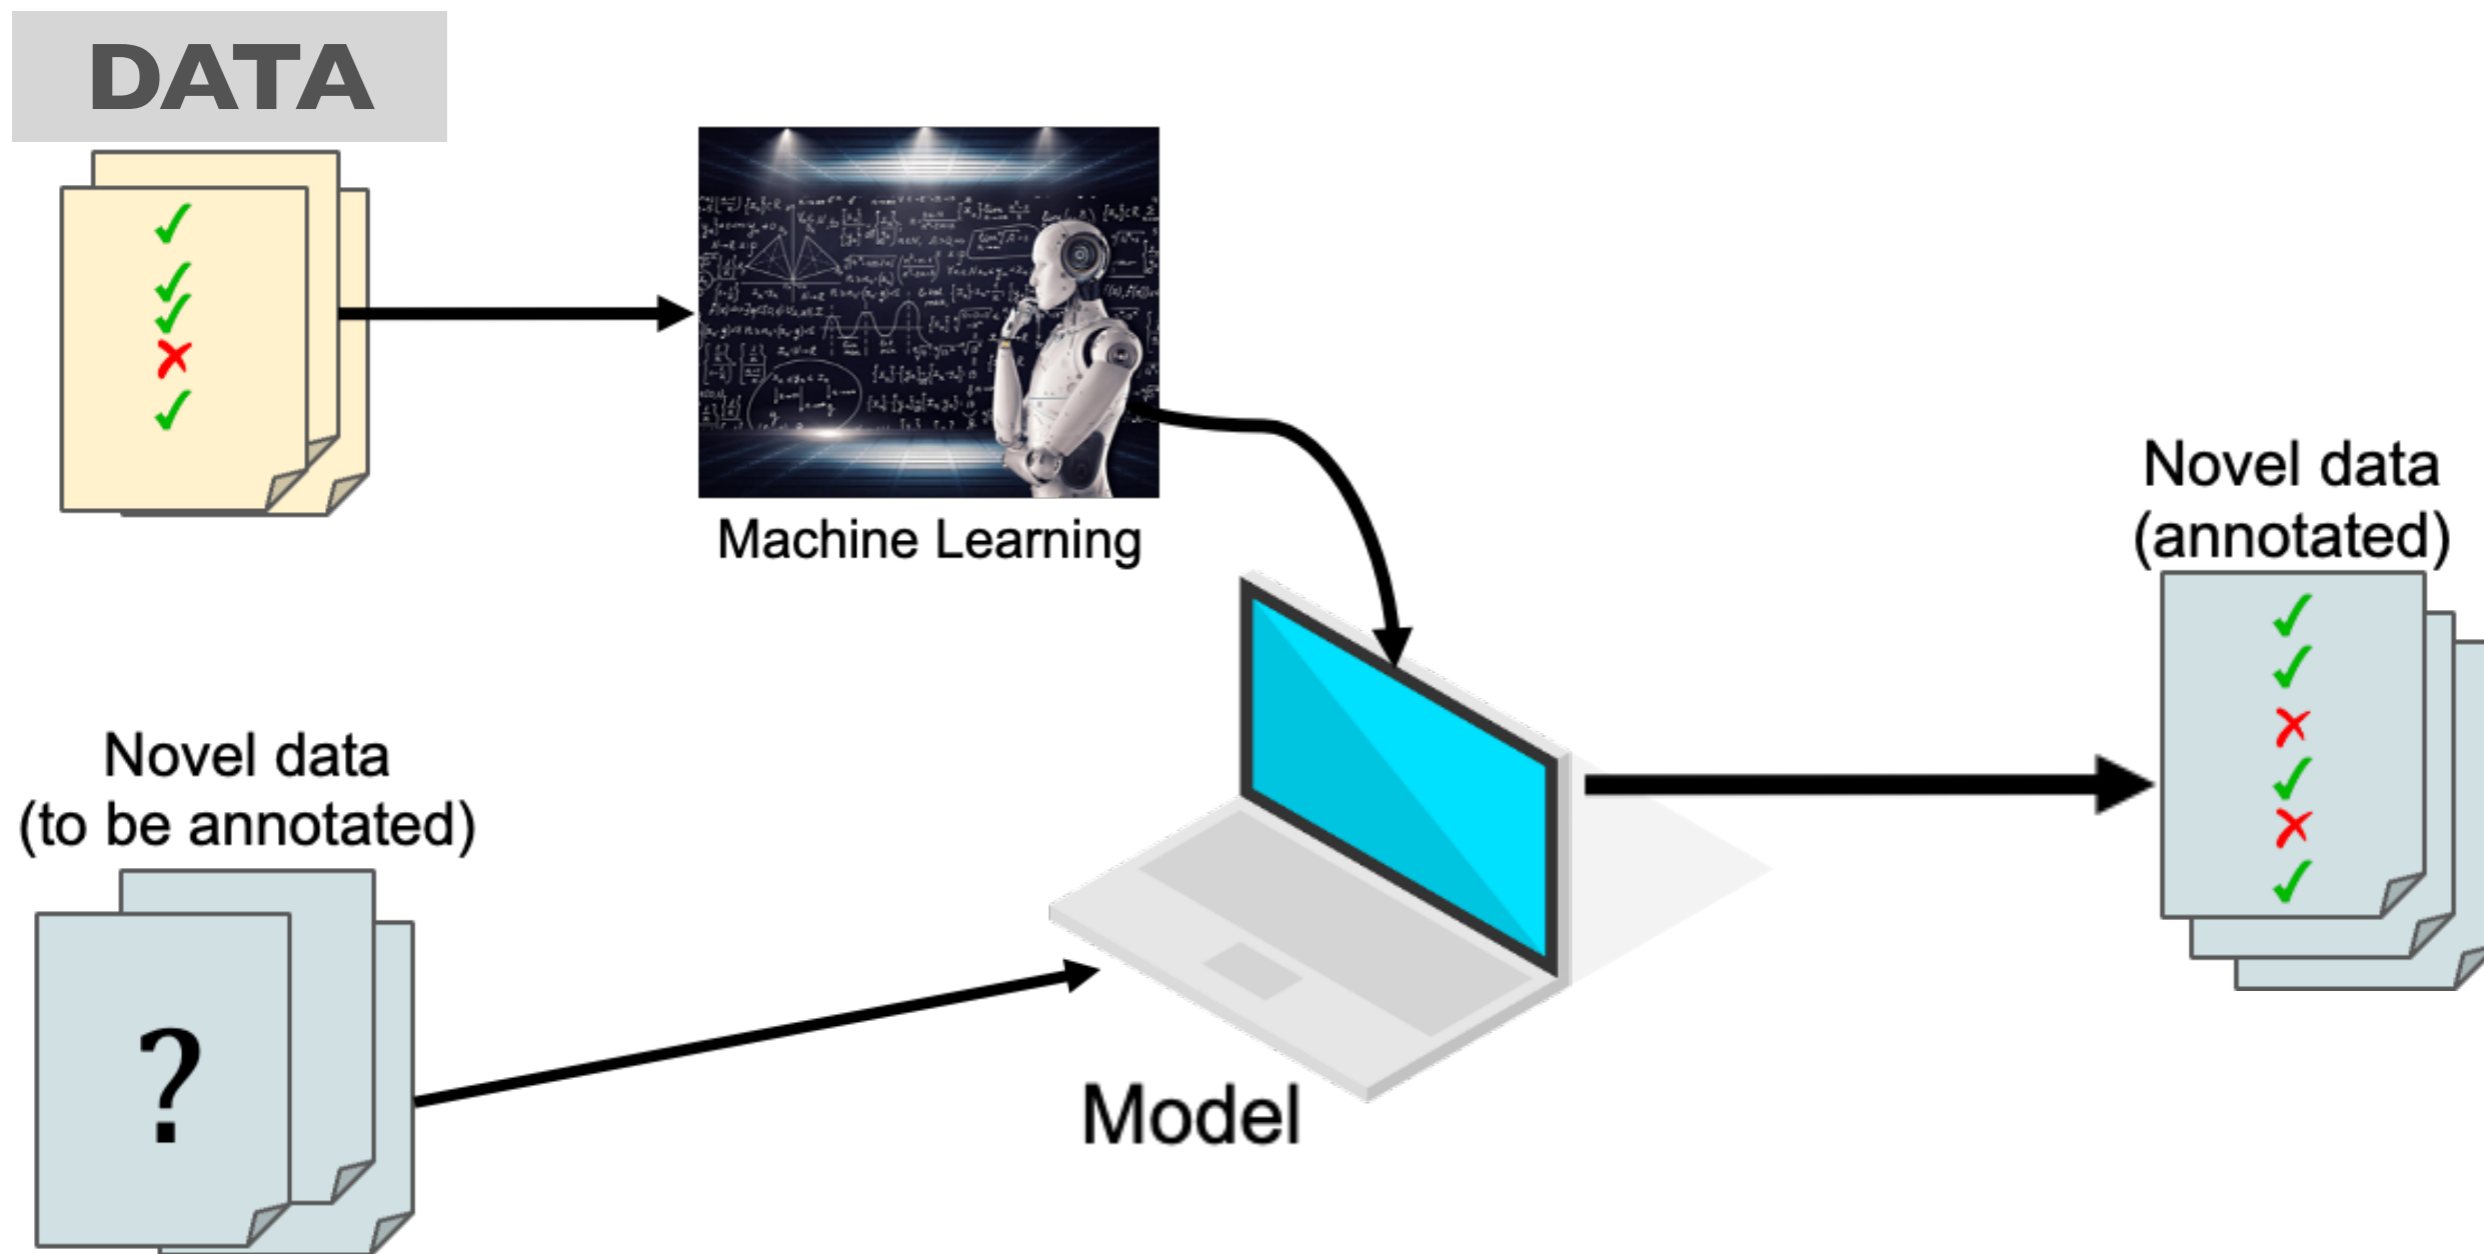 DATA
Machine Learning
Novel data
(annotated)
Novel data
(to be annotated)
?
Model